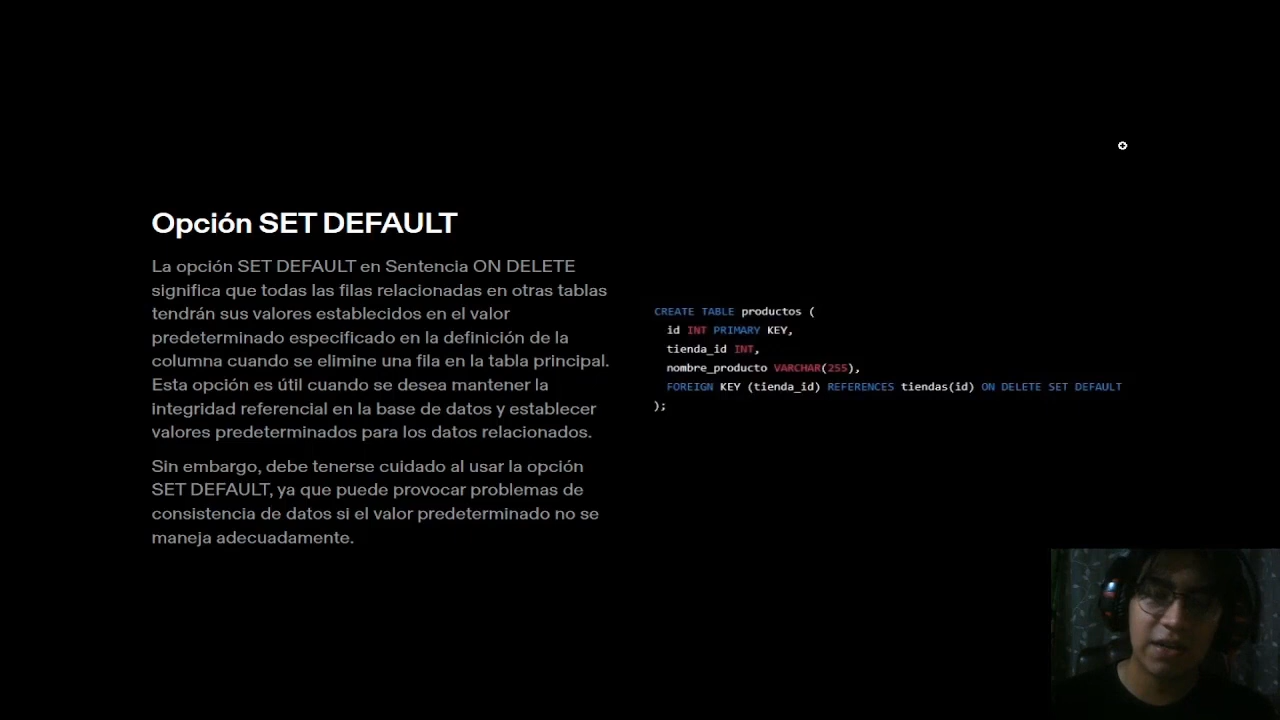 Opción SET DEFAULT
La opción SET DEFAULT en Sentencia ON DELETE
significa que todas las filas relacionadas en otras tablas
tendrán sus valores establecidos en el valor
predeterminado especificado en la definición de la
columna cuando se elimine una fila en la tabla principal.
Esta opción es útil cuando se desea mantener la
integridad referencial en la base de datos y establecer
valores predeterminados para los datos relacionados.
Sin embargo, debe tenerse cuidado al usar la opción
SET DEFAULT, ya que puede provocar problemas de
consistencia de datos si el valor predeterminado no se
maneja adecuadamente.
CREATE TABLE productos (
id INT PRIMARY KEY,
tienda_id INT,
nombre_producto VARCHAR(255),
FOREIGN KEY (tienda_id) REFERENCES tiendas(id) ON DELETE SET DEFAULT
);